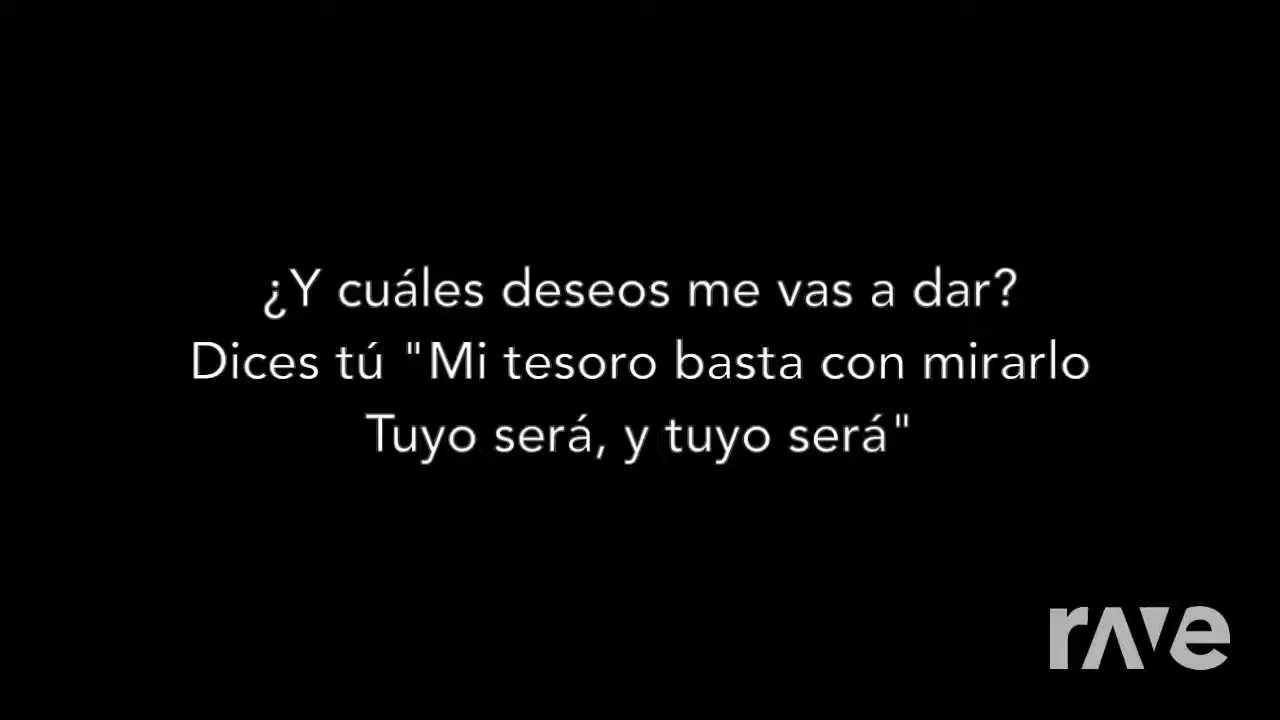 ¿Y cuáles deseos me vas a dar?
Dices tú "Mi tesoro basta con mirarlo
Tuyo será, y tuyo será"
rave